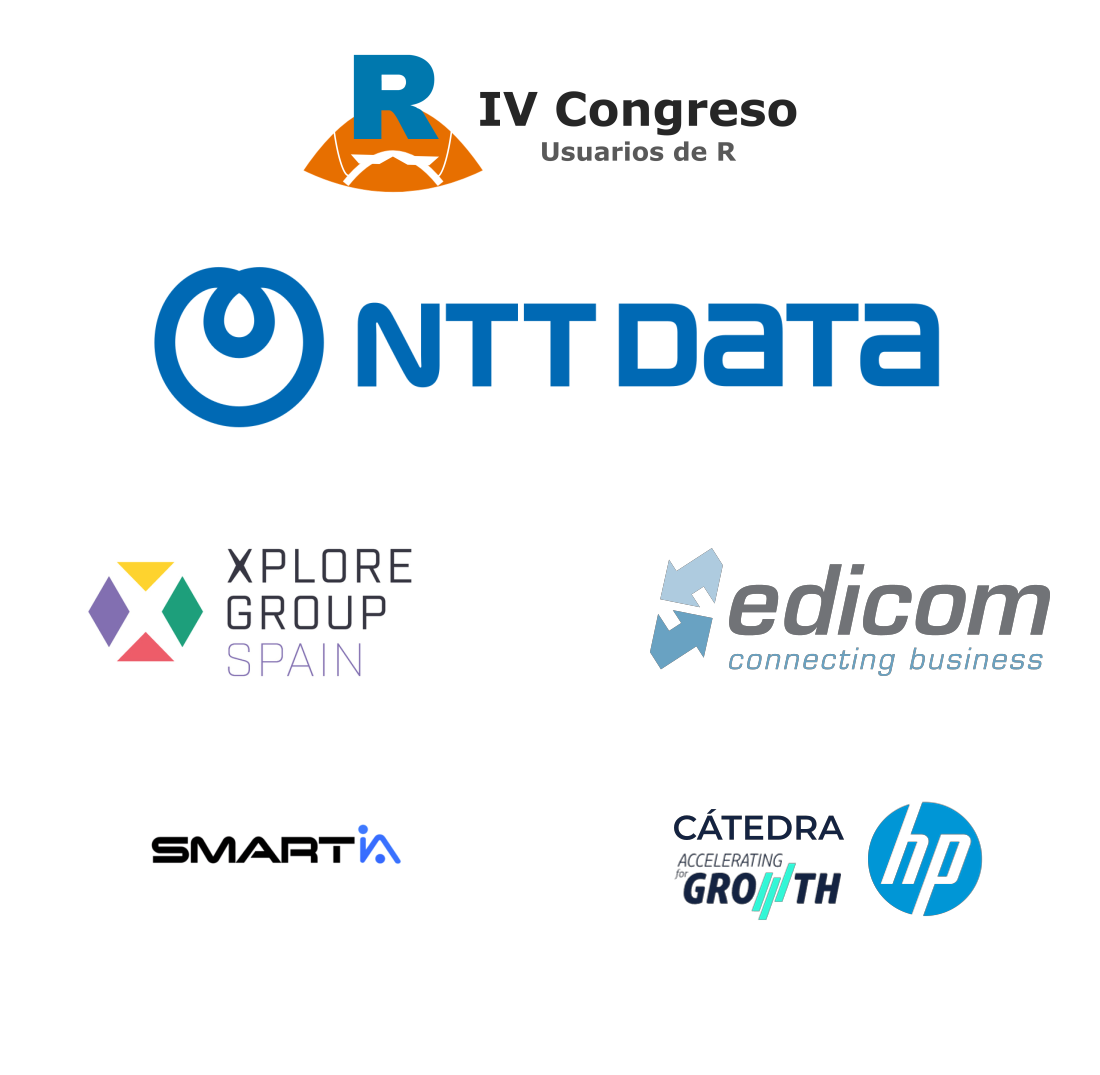 R
IV Congreso
Usuarios de R
NTT DATA
XPLORE
GROUP
SPAIN
edicom
connecting business
SMARTia
CÁTEDRA
ACCELERATING
for
GROWTH
hp